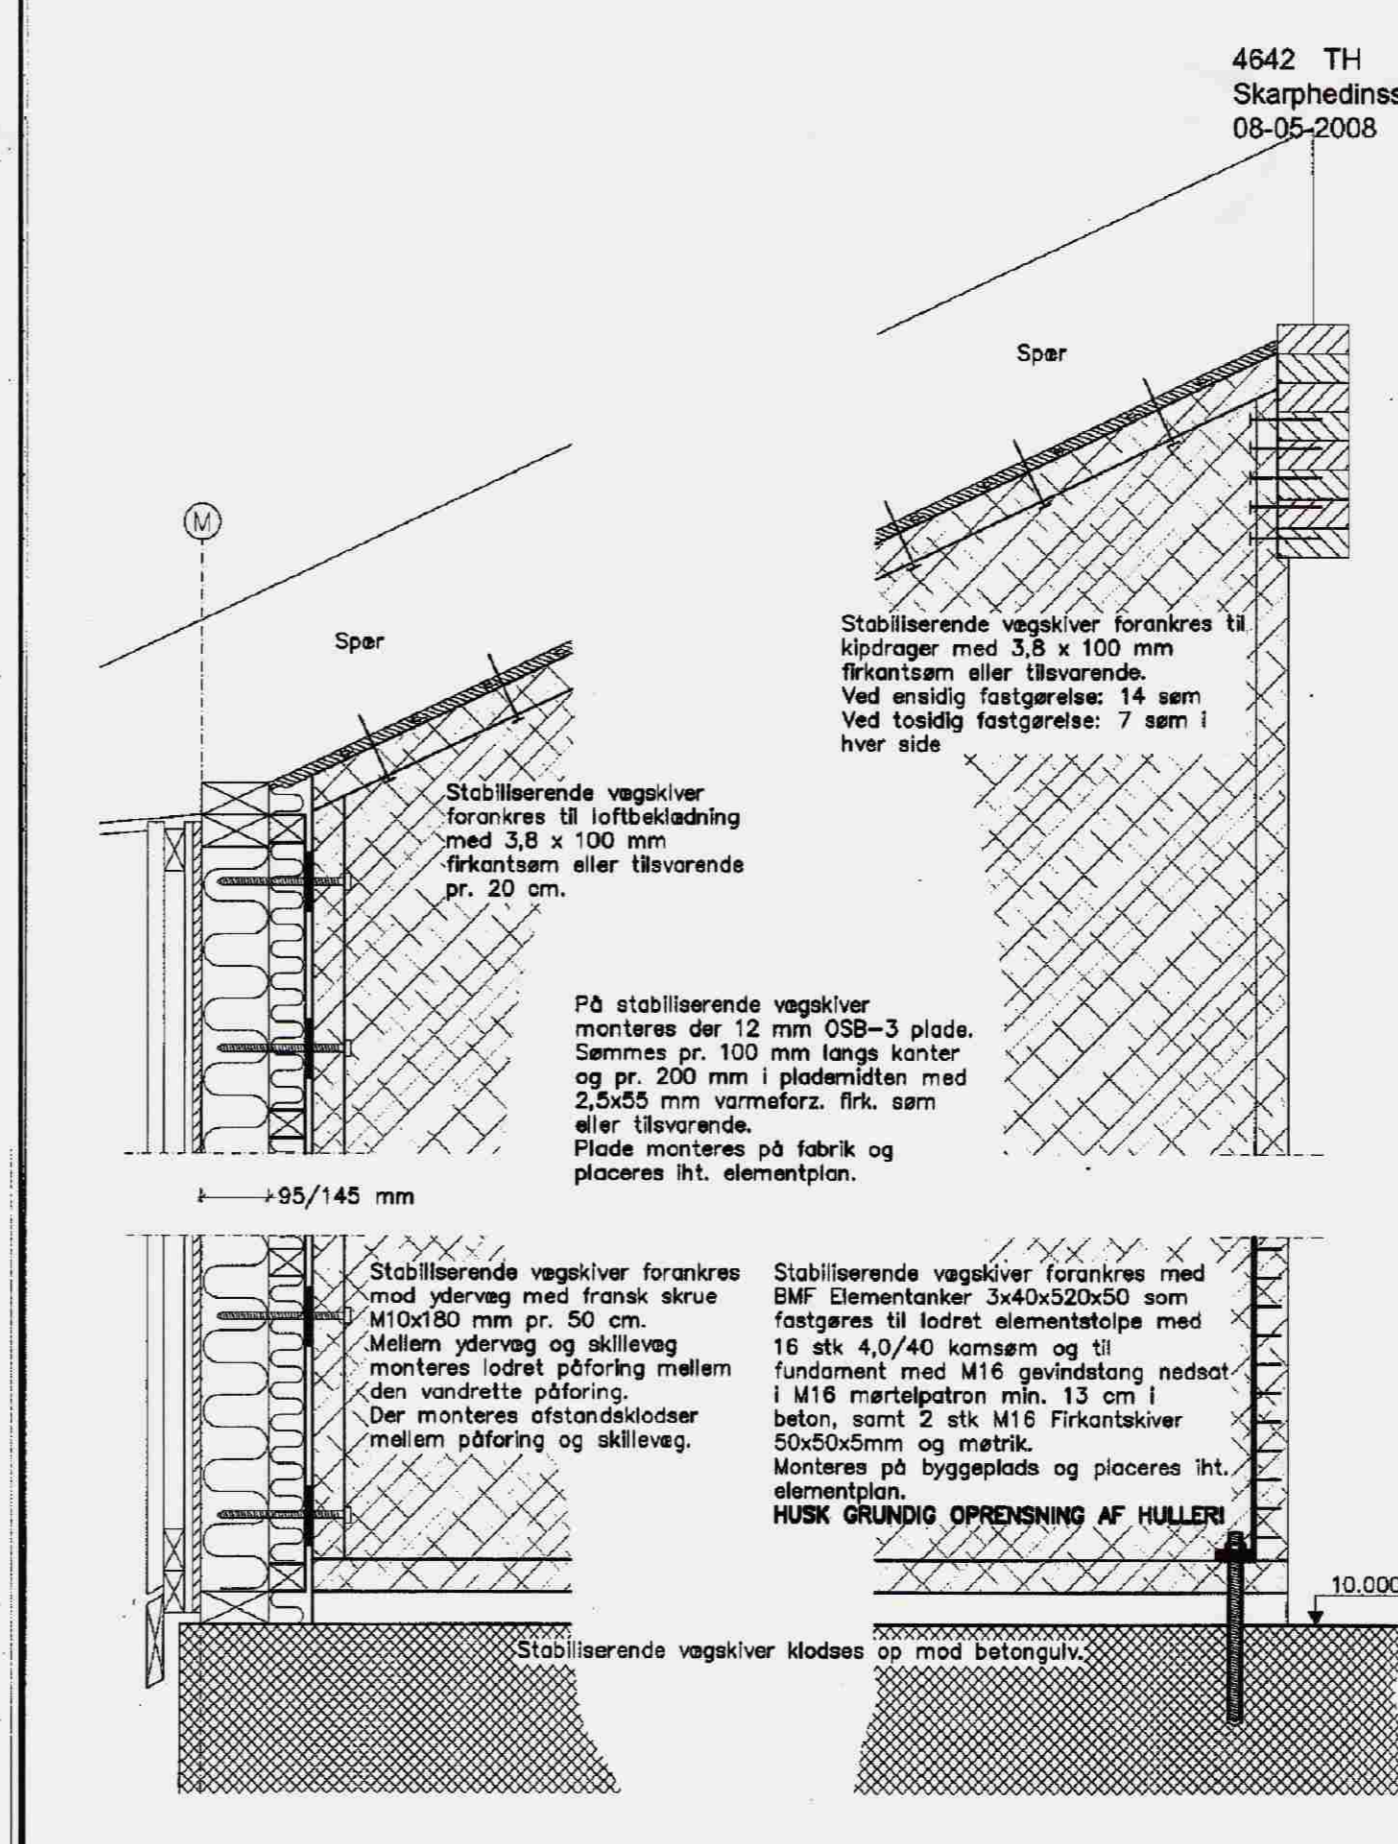 4642 TH
08-05-2008
Spær
M
Spær
Stabiliserende vægskiver forankres til
kipdrager med 3,8 x 100 mm
firkantsøm eller tilsvarende.
Ved ensidig fastgørelse: 14 søm
Ved tosidig fastgørelse: 7 søm i
hver side
Stabiliserende vægskiver
forankres til loftbeklædning
med 3,8 x 100 mm
firkantsøm eller tilsvarende
pr. 20 cm.
På stabiliserende vægskiver
monteres der 12 mm OSB-3 plade.
Sømmes pr. 100 mm langs kanter
og pr. 200 mm i plademidten med
2,5x55 mm varmeforz. firk. søm
eller tilsvarende.
Plade monteres på fabrik og
placeres iht. elementplan.
95/145 mm
Stabiliserende vægskiver forankres
mod ydervæg med fransk skrue
M10x180 mm pr. 50 cm.
Mellem ydervæg og skillevæg
monteres lodret påforing mellem
den vandrette påforing.
Der monteres afstandsklodser
mellem påforing og skillevæg.
Stabiliserende vægskiver forankres med
BMF Elementanker 3x40x520x50 som
fastgøres til lodret elementstolpe med
16 stk 4,0/40 kamsøm og til
fundament med M16 gevindstang nedsat
i M16 mørtelpatron min. 13 cm i
beton, samt 2 stk M16 Firkantskiver
50x50x5mm og møtrik.
Monteres på byggeplads og placeres iht.
elementplan.
HUSK GRUNDIG OPRENSNING AF HULLER!
10.000
Stabiliserende vægskiver klodses op mod betongulv.